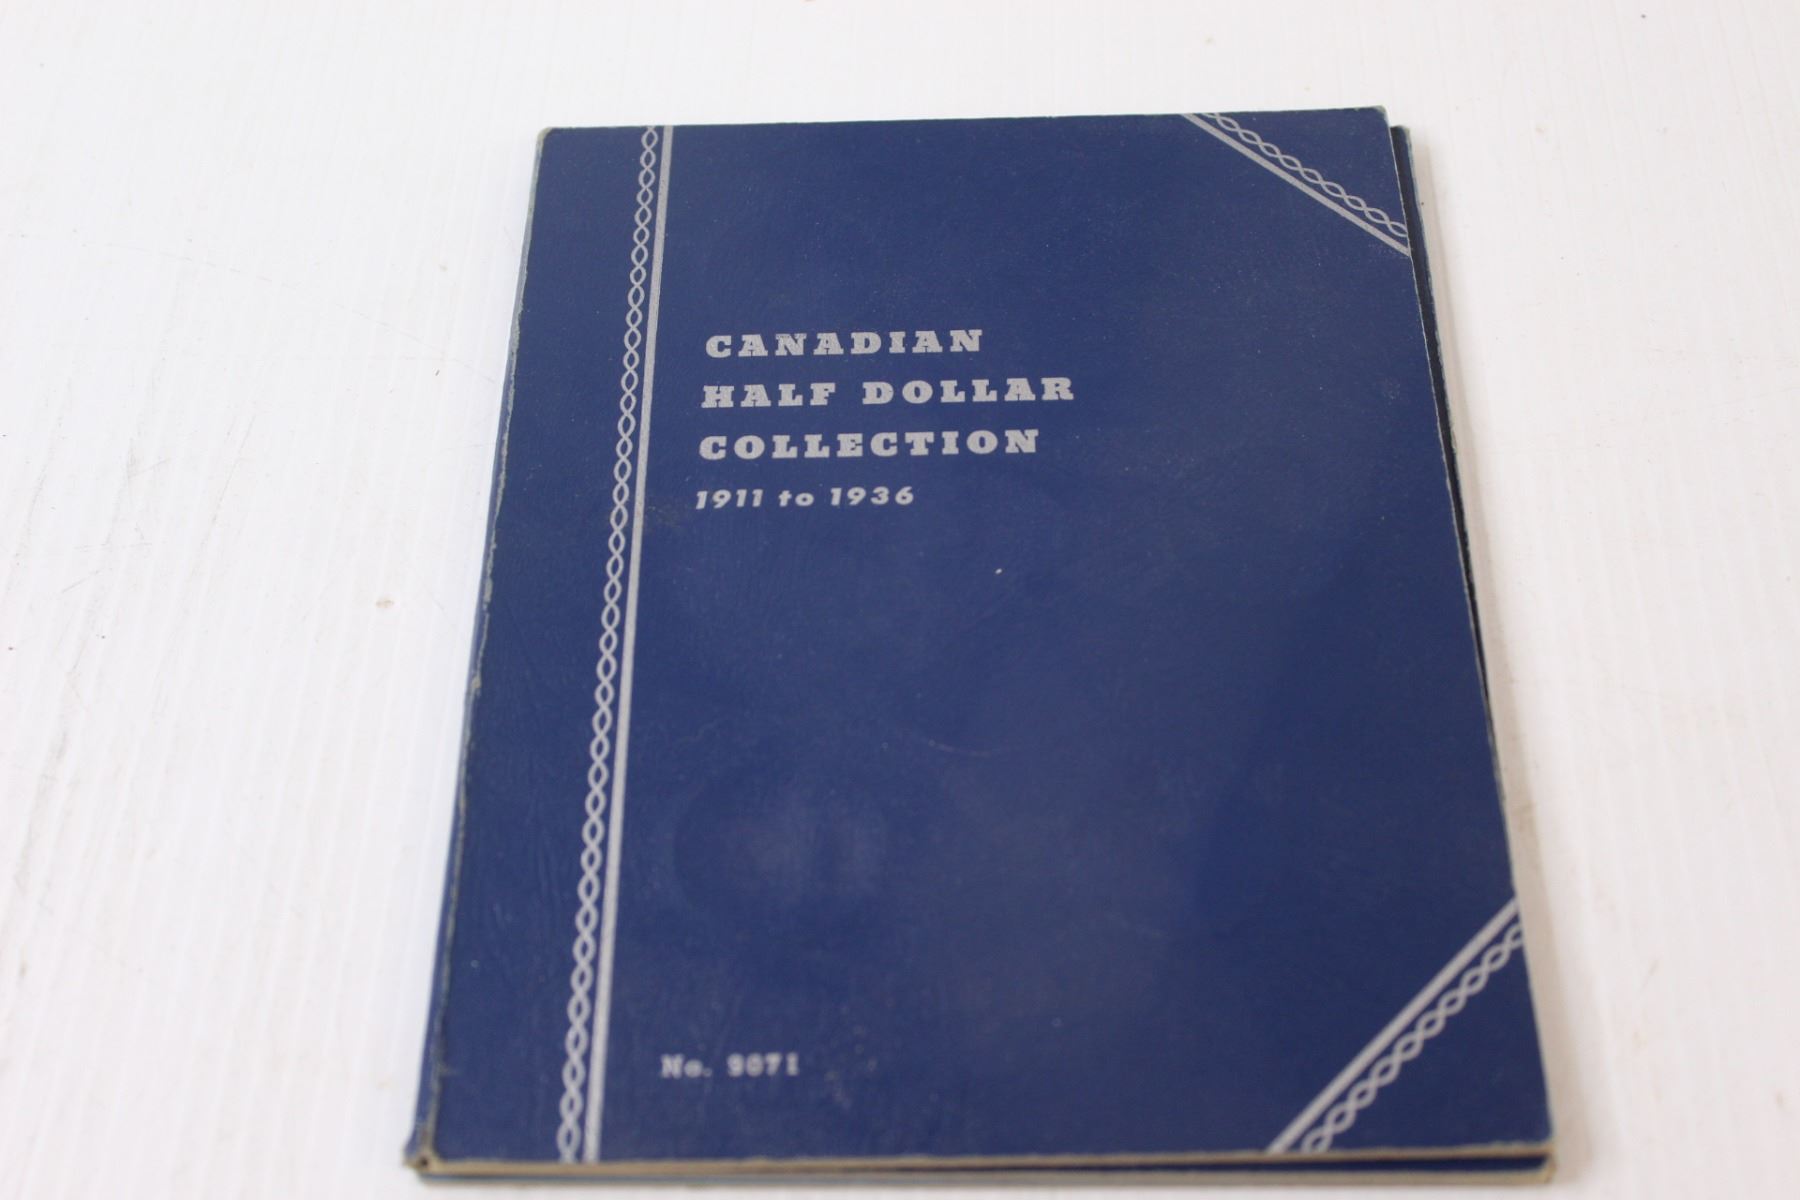 CANADIAN
HALF DOLLAR
COLLECTION
1911 to 1936
No. 9071